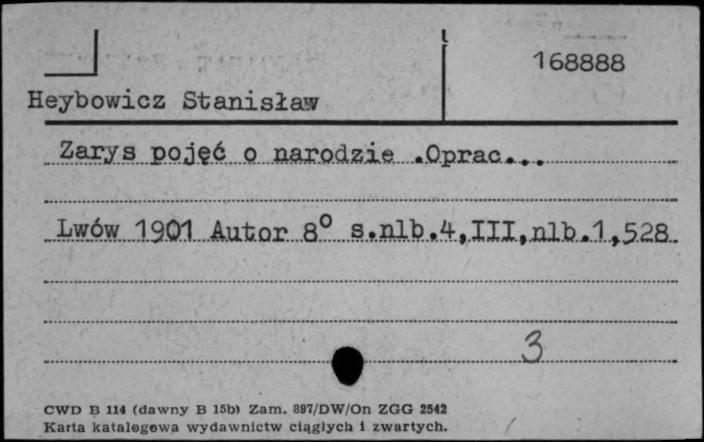 168888
Heybowicz Stanisław
Zarys pojęć o narodzie .Oprac...
Lwów 1901 Autor 8° s.nlb.4,III,nlb.1,528
3
CWD B 114 (dawny B 15b) Zam. 897/DW/On ZGG 2542
Karta katalogowa wydawnictw ciągłych i zwartych.